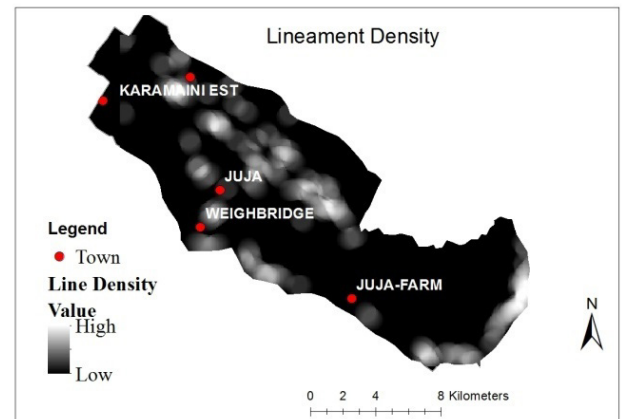 Lineament Density
KARAMAINI EST
JUJA
WEIGHBRIDGE
JUJA-FARM
Legend
Town
Line Density
Value
High
Low
N
0 2 4 8 Kilometers